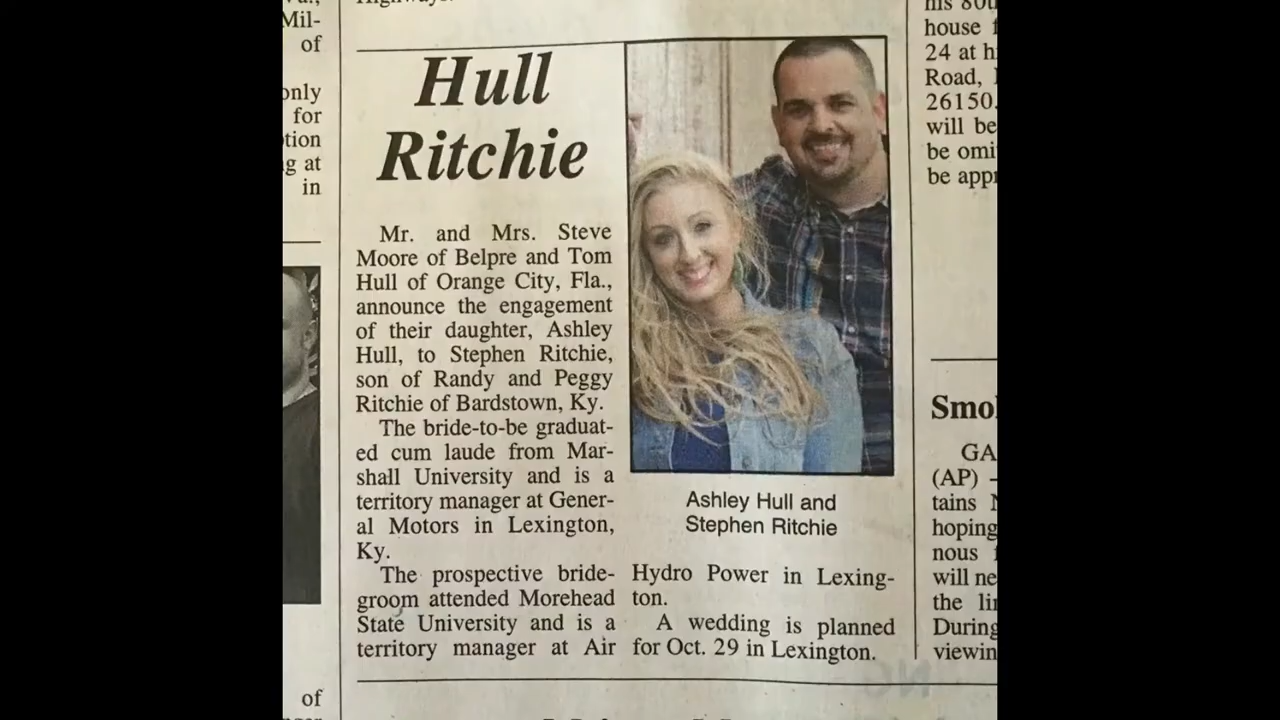 val,
Mil-
of
only
for
ption
g at
in
of
Highways.
Hull
Ritchie
Mr. and Mrs. Steve
Moore of Belpre and Tom
Hull of Orange City, Fla.,
announce the engagement
of their daughter, Ashley
Hull, to Stephen Ritchie,
son of Randy and Peggy
Ritchie of Bardstown, Ky.
The bride-to-be graduat-
ed cum laude from Mar-
shall University and is a
territory manager at Gener-
al Motors in Lexington,
Ky.
The prospective bride-
groom attended Morehead
State University and is a
territory manager at Air
Ashley Hull and
Stephen Ritchie
Hydro Power in Lexing-
ton.
A wedding is planned
for Oct. 29 in Lexington.
his 80th
house
24 at h
Road,
26150.
will be
be omi
be appr
Smo
GA
(AP) -
tains
hoping
nous
will ne
the li
During
viewin